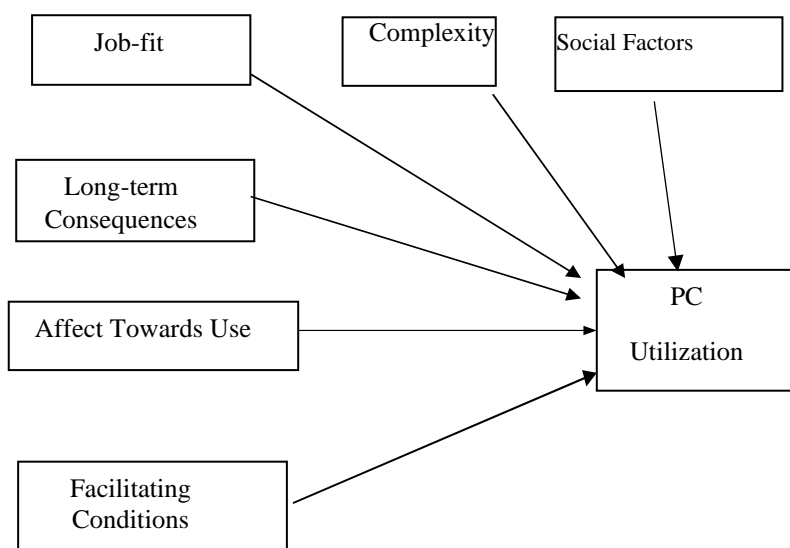 Job-fit
Complexity
Social Factors
Long-term
Consequences
Affect Towards Use
PC
Utilization
Facilitating
Conditions